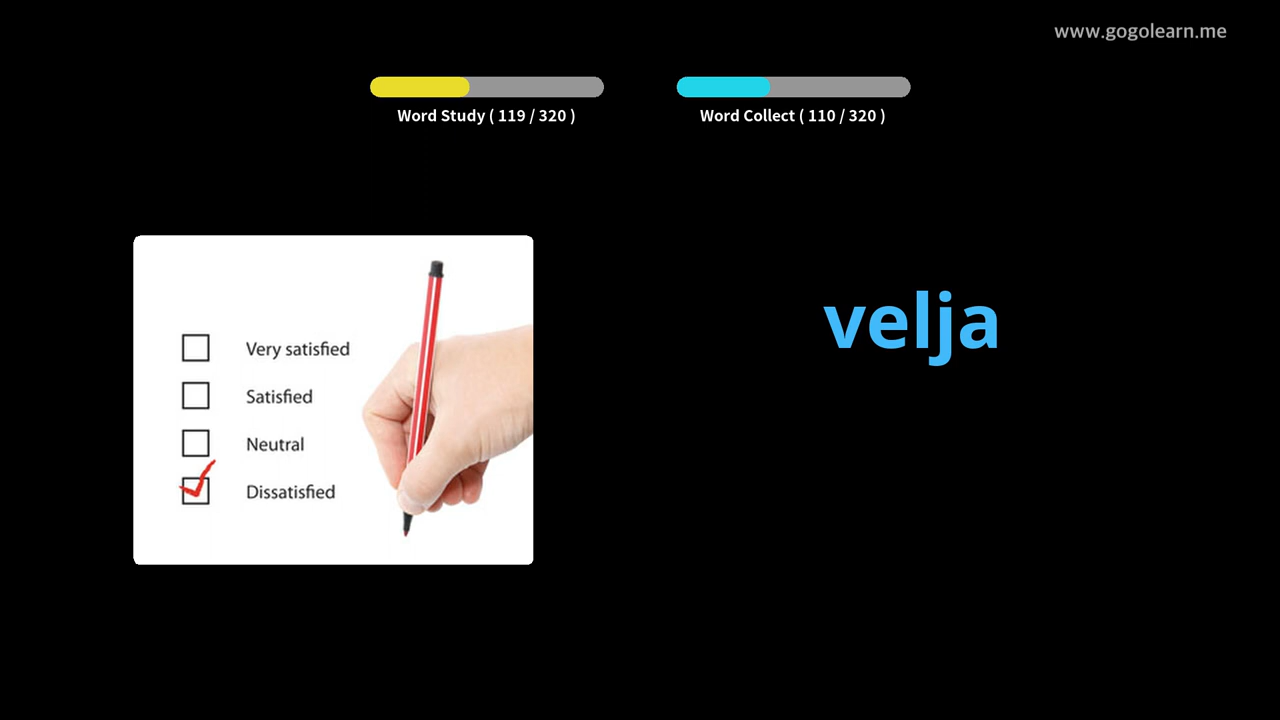 www.gogolearn.me
Word Study ( 119 / 320 )
Word Collect ( 110 / 320 )
velja
Very satisfied
Satisfied
Neutral
Dissatisfied